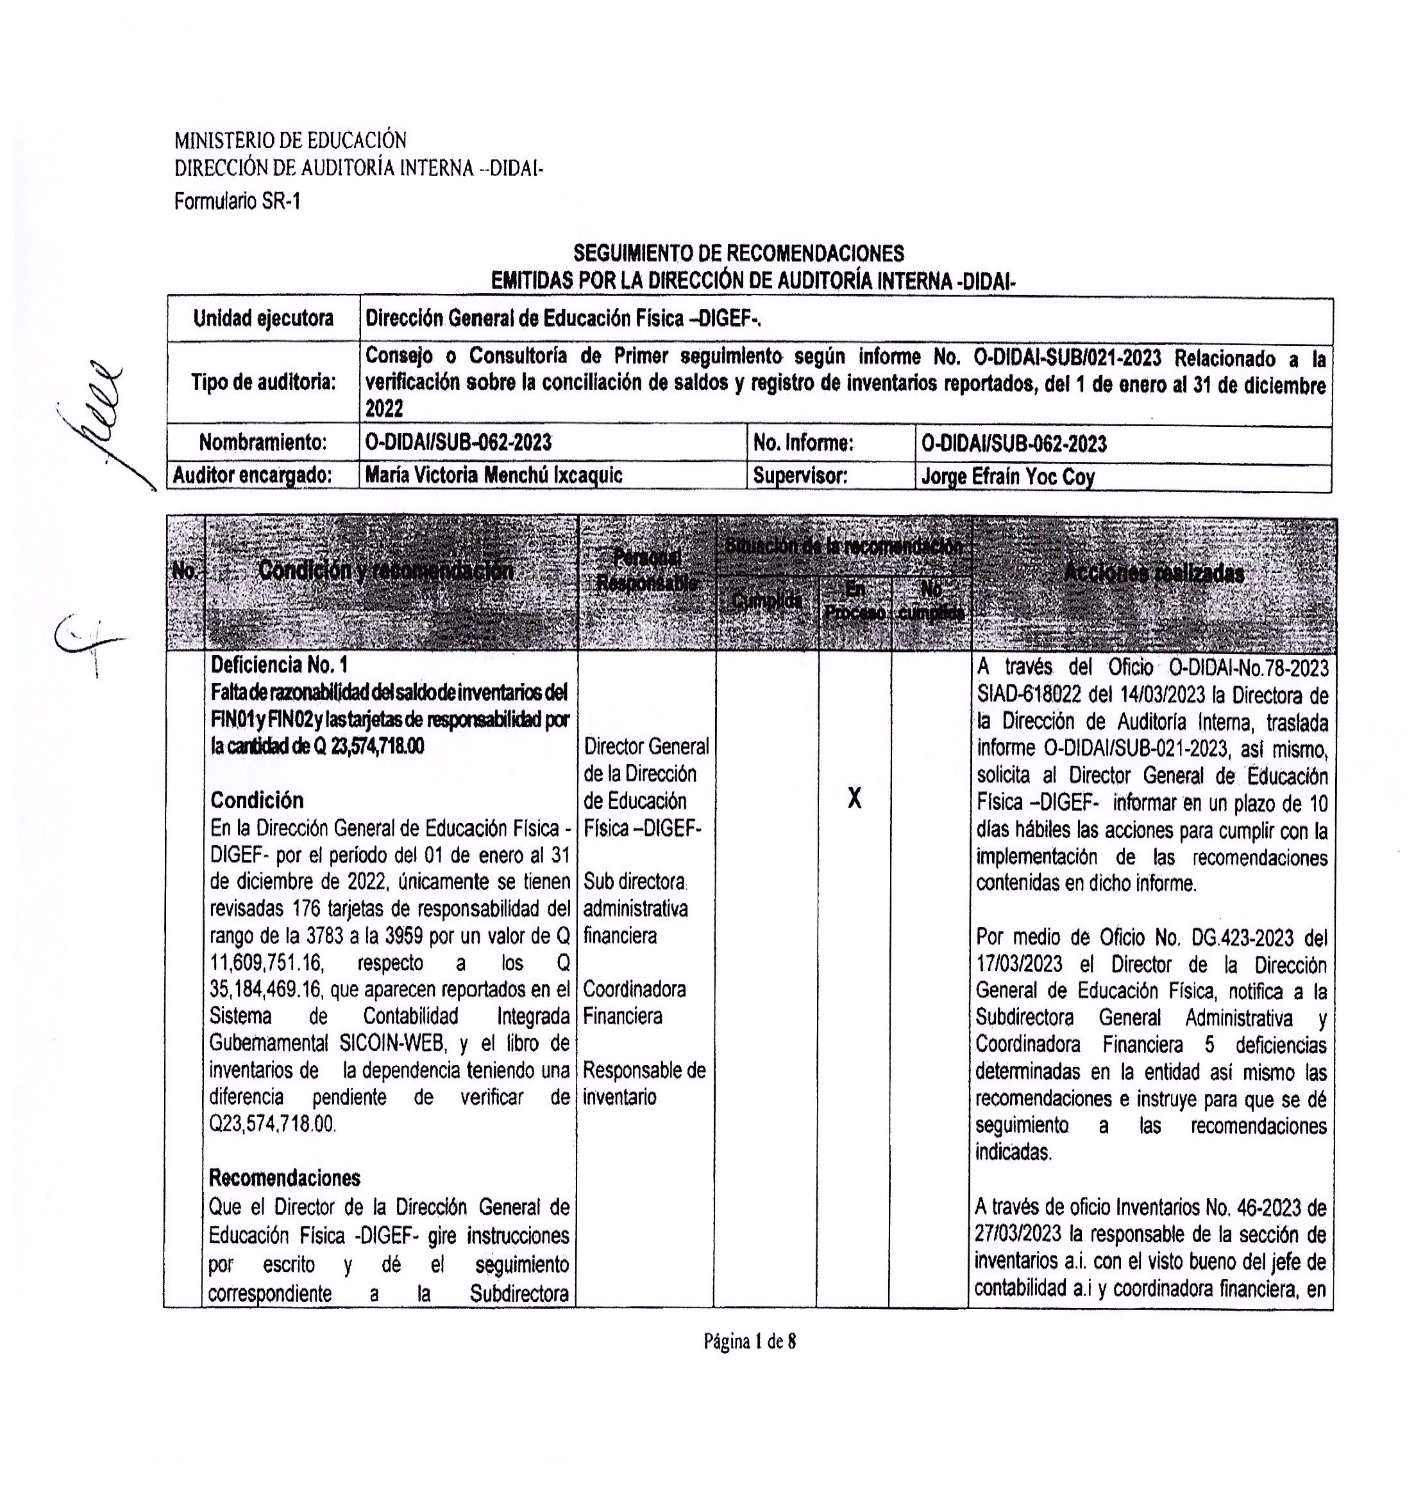 MINISTERIO DE EDUCACIÓN
DIRECCIÓN DE AUDITORÍA INTERNA --DIDAI-
Formulario SR-1
SEGUIMIENTO DE RECOMENDACIONES
EMITIDAS POR LA DIRECCIÓN DE AUDITORÍA INTERNA -DIDAI-
Unidad ejecutora
Dirección General de Educación Física –DIGEF-.
Tipo de auditoria:
Consejo o Consultoría de Primer seguimiento según informe No. O-DIDAI-SUB/021-2023 Relacionado a la
verificación sobre la conciliación de saldos y registro de inventarios reportados, del 1 de enero al 31 de diciembre
2022
Nombramiento:
O-DIDAI/SUB-062-2023
No. Informe:
O-DIDAI/SUB-062-2023
Auditor encargado:
María Victoria Menchú Ixcaquic
Supervisor:
Jorge Efraín Yoc Coy
No.
Condición y recomendación
Personal
Responsable
Situación de la recomendación
Cumplida
En
Proceso
No
cumplida
Acciones realizadas
Deficiencia No. 1
Falta de razonabilidad del saldo de inventarios del
FIN01 y FIN02 y las tarjetas de responsabilidad por
la cantidad de Q 23,574,718.00
Condición
En la Dirección General de Educación Física -
DIGEF- por el período del 01 de enero al 31
de diciembre de 2022, únicamente se tienen
revisadas 176 tarjetas de responsabilidad del
rango de la 3783 a la 3959 por un valor de Q
11,609,751.16, respecto a los Q
35,184,469.16, que aparecen reportados en el
Sistema de Contabilidad Integrada
Gubernamental SICOIN-WEB, y el libro de
inventarios de la dependencia teniendo una
diferencia pendiente de verificar de
Q23,574,718.00.
Recomendaciones
Que el Director de la Dirección General de
Educación Física -DIGEF- gire instrucciones
por escrito y dé el seguimiento
correspondiente a la Subdirectora
Director General
de la Dirección
de Educación
Física –DIGEF-
Sub directora
administrativa
financiera
Coordinadora
Financiera
Responsable de
inventario
X
A través del Oficio O-DIDAI-No.78-2023
SIAD-618022 del 14/03/2023 la Directora de
la Dirección de Auditoría Interna, traslada
informe O-DIDAI/SUB-021-2023, así mismo,
solicita al Director General de Educación
Física –DIGEF- informar en un plazo de 10
días hábiles las acciones para cumplir con la
implementación de las recomendaciones
contenidas en dicho informe.
Por medio de Oficio No. DG.423-2023 del
17/03/2023 el Director de la Dirección
General de Educación Física, notifica a la
Subdirectora General Administrativa y
Coordinadora Financiera 5 deficiencias
determinadas en la entidad así mismo las
recomendaciones e instruye para que se dé
seguimiento a las recomendaciones
indicadas.
A través de oficio Inventarios No. 46-2023 de
27/03/2023 la responsable de la sección de
inventarios a.i. con el visto bueno del jefe de
contabilidad a.i y coordinadora financiera, en
Página 1 de 8